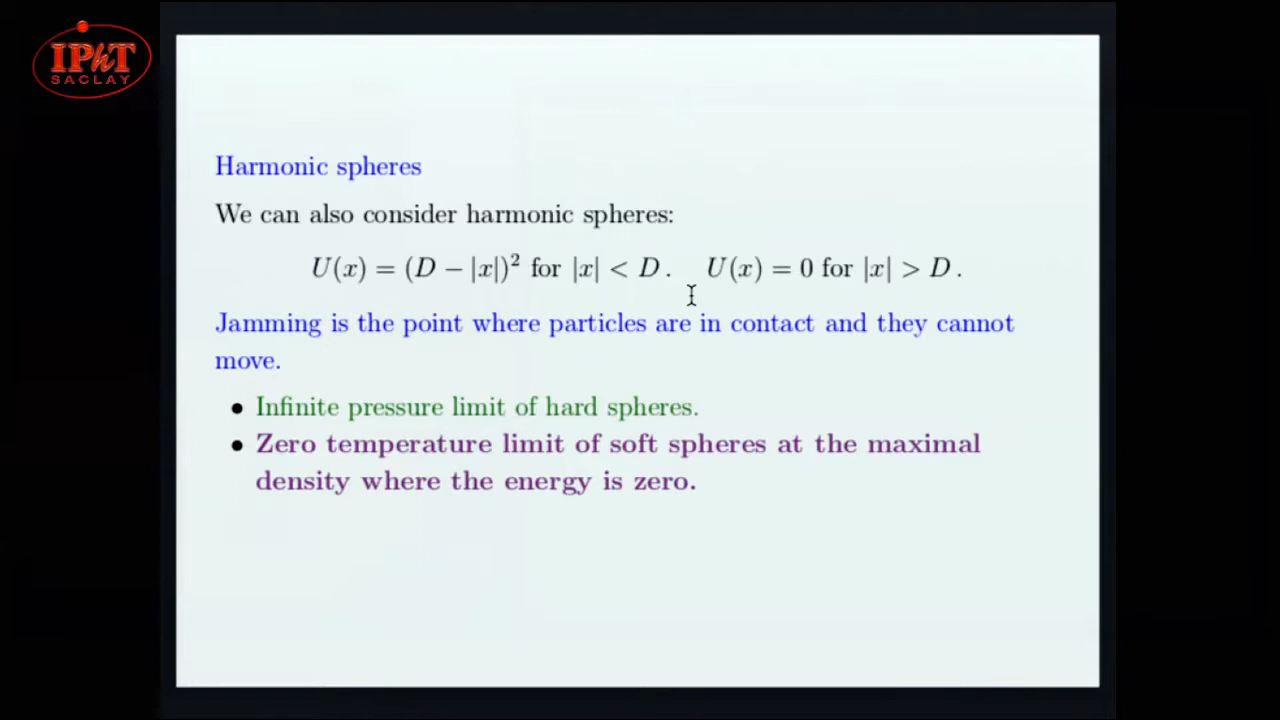 IPhT
SACLAY
Harmonic spheres
We can also consider harmonic spheres:
U(x) = (D − |x|)² for |x| < D . U(x) = 0 for |x| > D .
Jamming is the point where particles are in contact and they cannot
move.
• Infinite pressure limit of hard spheres.
• Zero temperature limit of soft spheres at the maximal
density where the energy is zero.